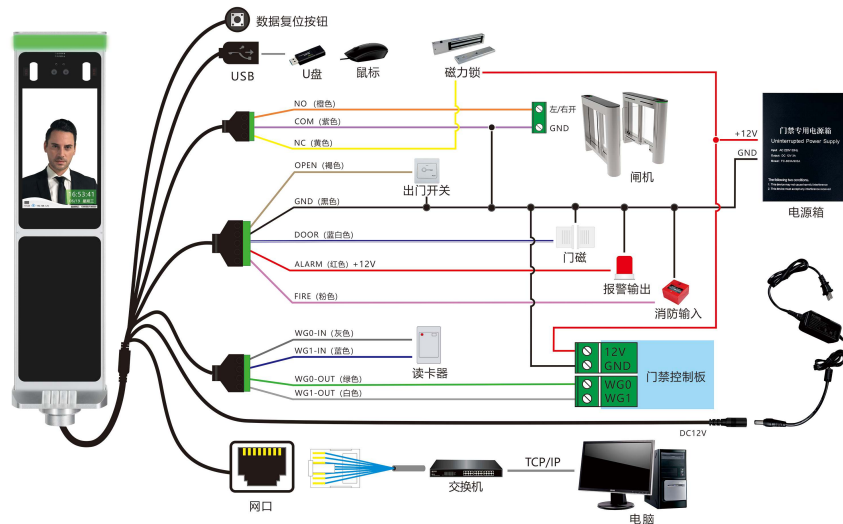 数据复位按钮
USB
U盘
鼠标
磁力锁
NO（橙色）
COM（紫色）
NC（黄色）
左/右开
GND
闸机
+12V
GND
门禁专用电源箱
Uninterrupted Power Supply
电源箱
16:53:41
OPEN（褐色）
出门开关
GND（黑色）
DOOR（蓝白色）
门磁
ALARM（红色）+12V
报警输出
FIRE（粉色）
消防输入
WG0-IN（灰色）
WG1-IN（蓝色）
读卡器
WG0-OUT（绿色）
WG1-OUT（白色）
12V
GND
WG0
WG1
门禁控制板
DC12V
网口
交换机
TCP/IP
电脑